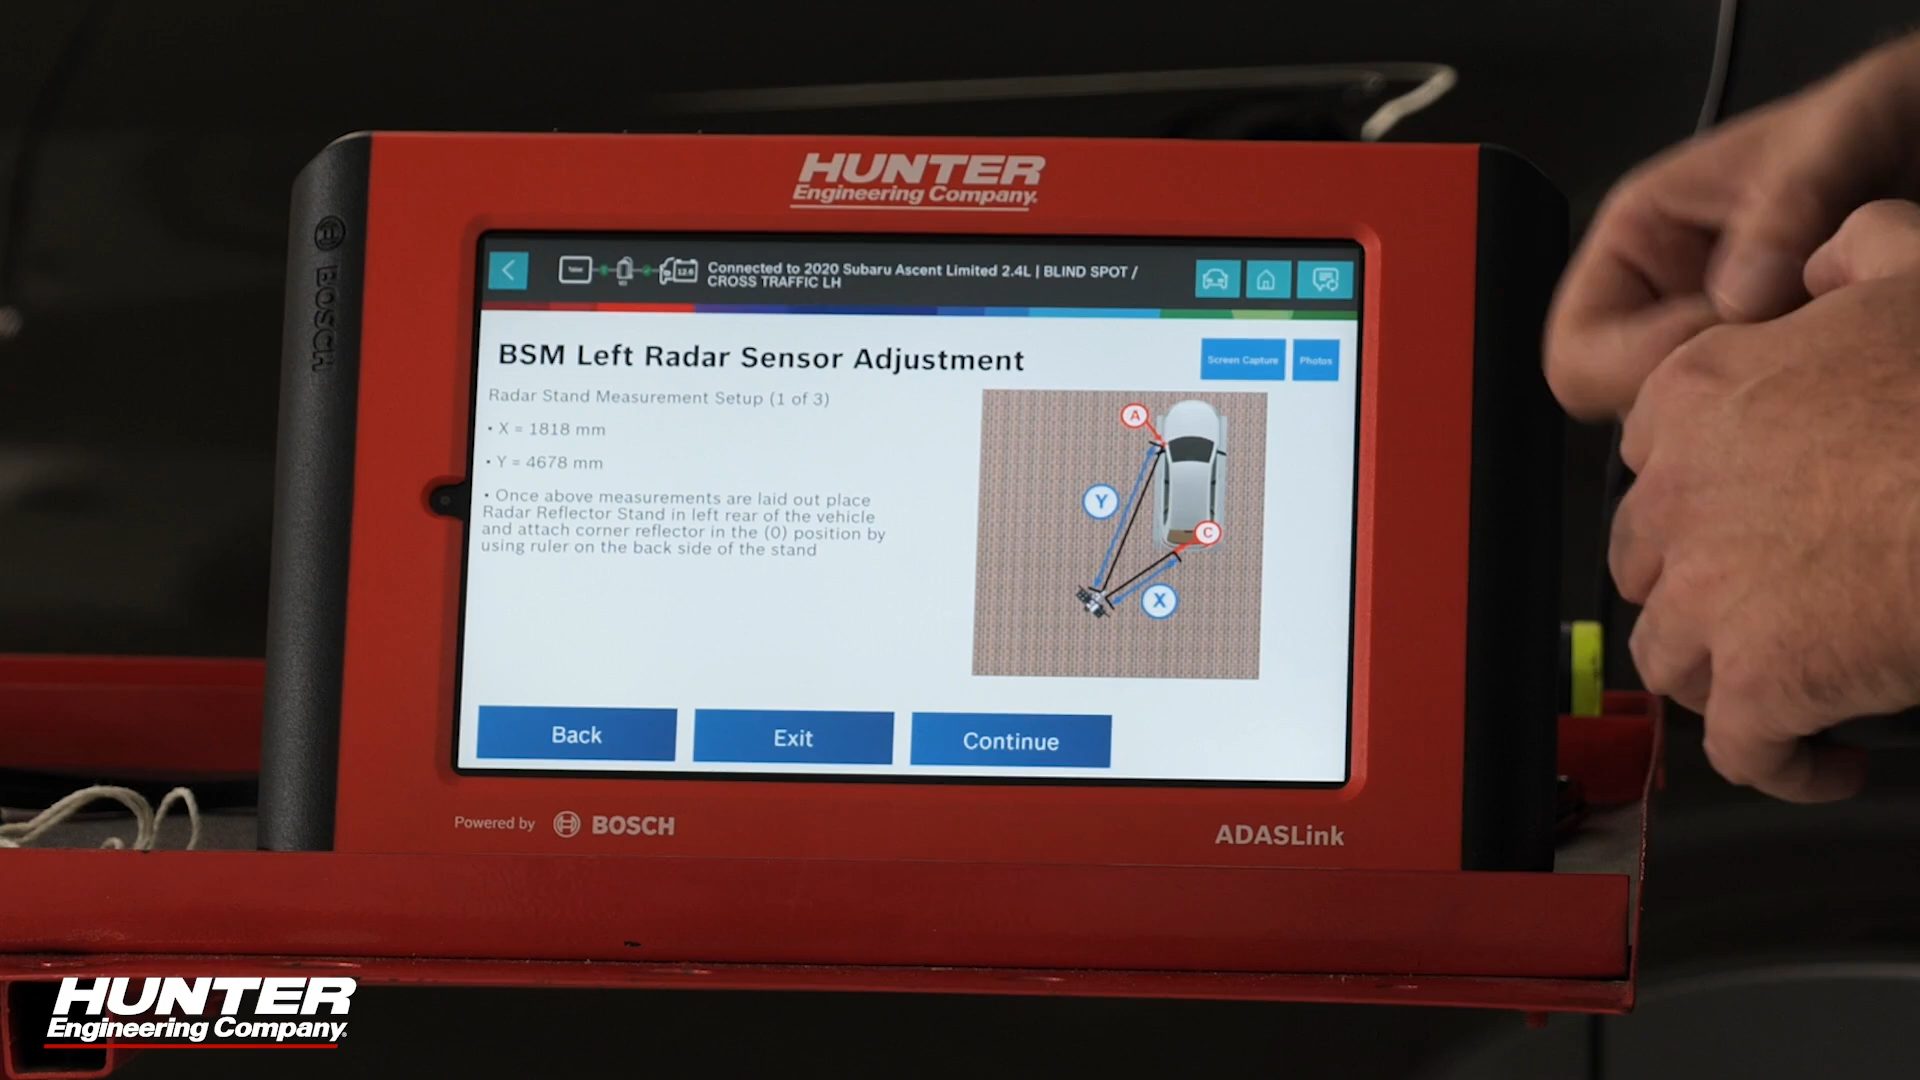 HUNTER
Engineering Company.
BOSCH
Connected to 2020 Subaru Ascent Limited 2.4L | BLIND SPOT /
CROSS TRAFFIC LH
BSM Left Radar Sensor Adjustment
Screen Capture
Photos
Radar Stand Measurement Setup (1 of 3)
• X = 1818 mm
• Y = 4678 mm
• Once above measurements are laid out place
Radar Reflector Stand in left rear of the vehicle
and attach corner reflector in the (0) position by
using ruler on the back side of the stand
A
Y
C
X
Back
Exit
Continue
Powered by BOSCH
ADASLink
HUNTER
Engineering Company.